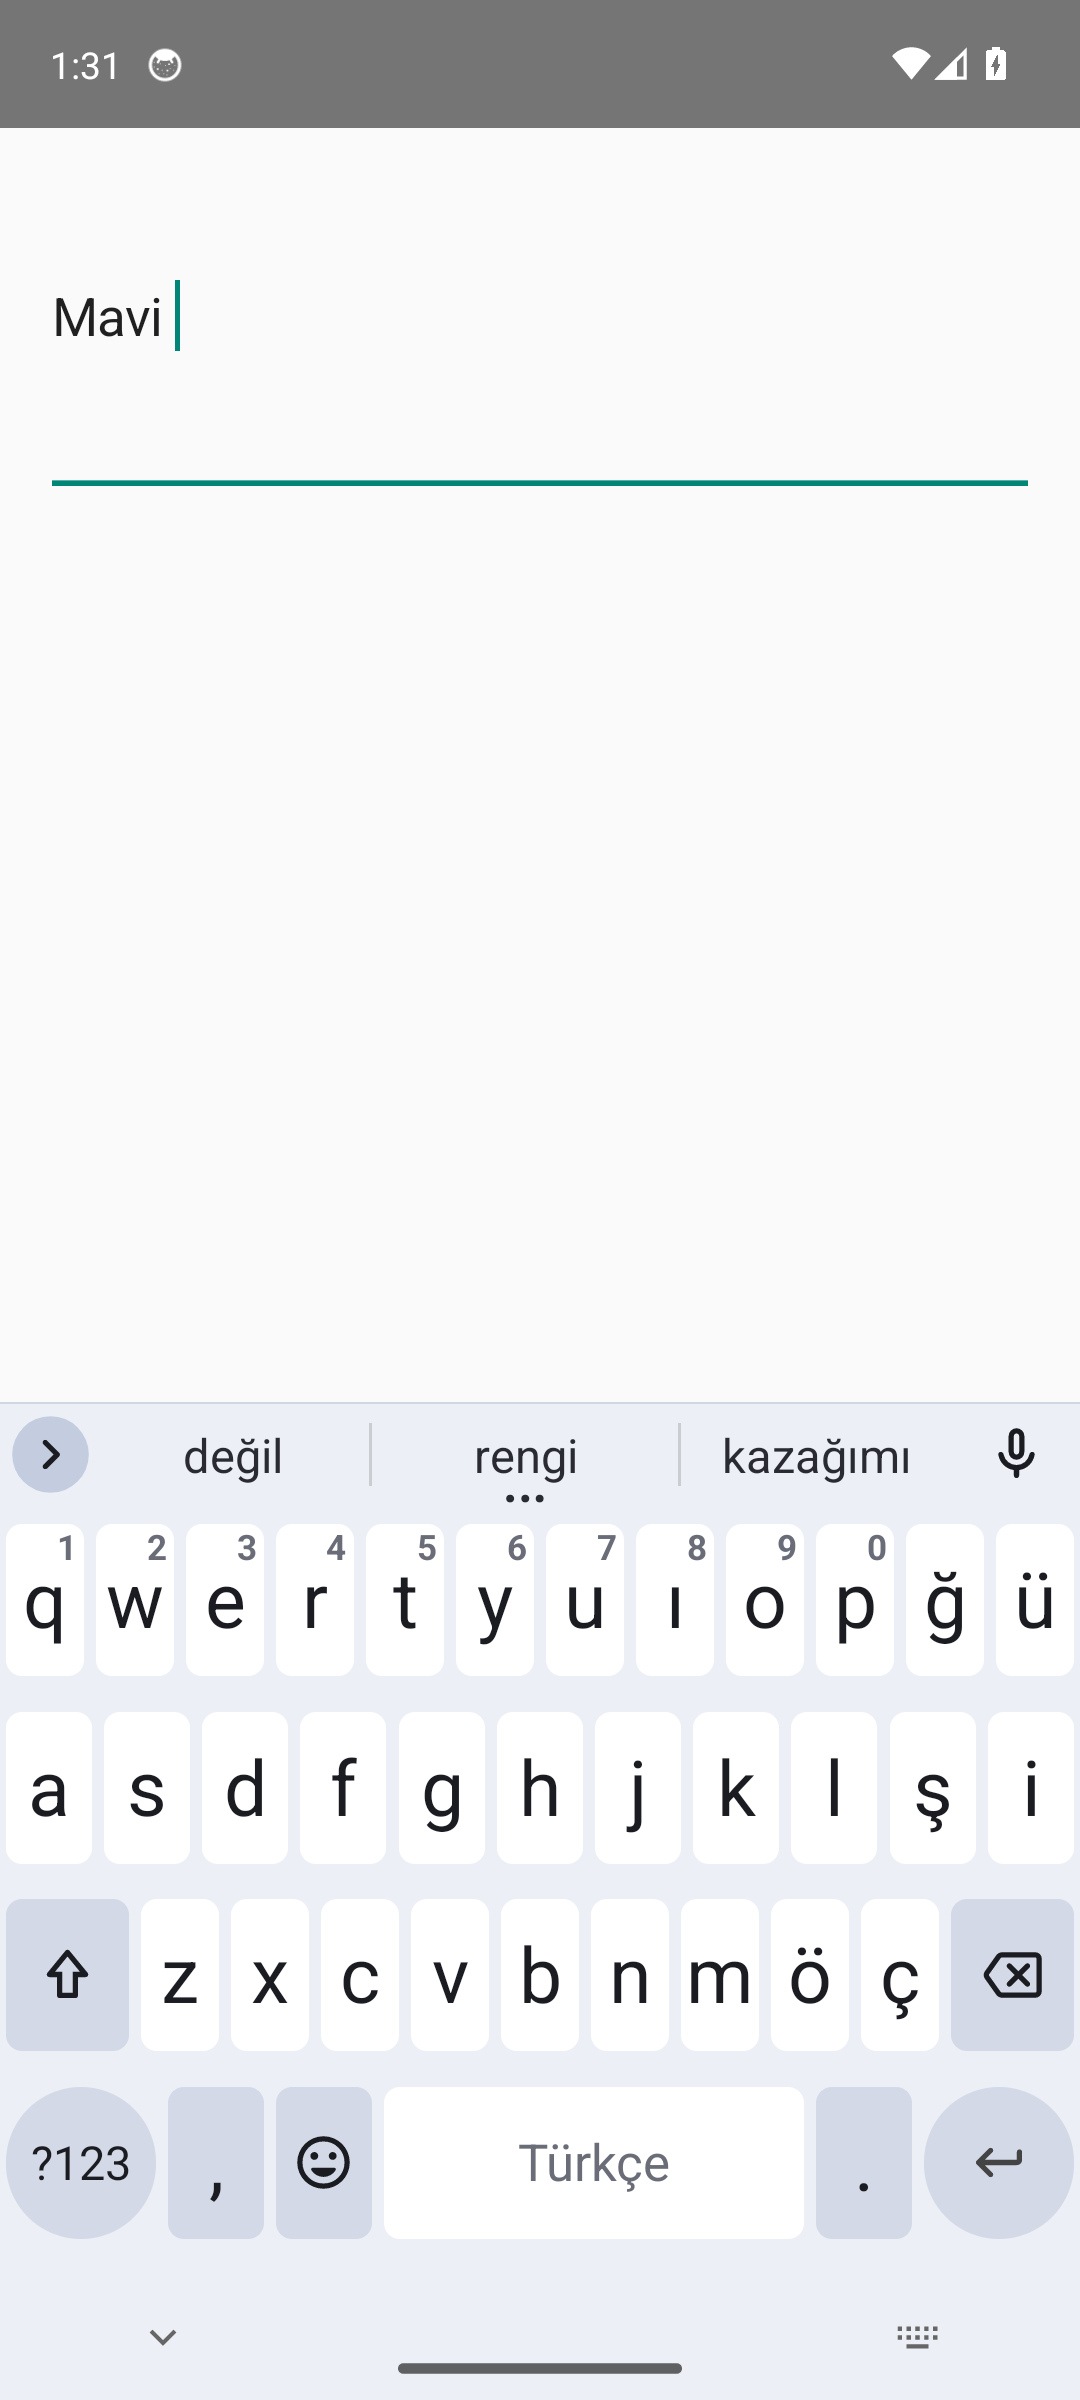 1:31
Mavi
değil rengi kazağımı
1 2 3 4 5 6 7 8 9 0
q w e r t y u ı o p ğ ü
a s d f g h j k l ş i
z x c v b n m ö ç
?123 , Türkçe .